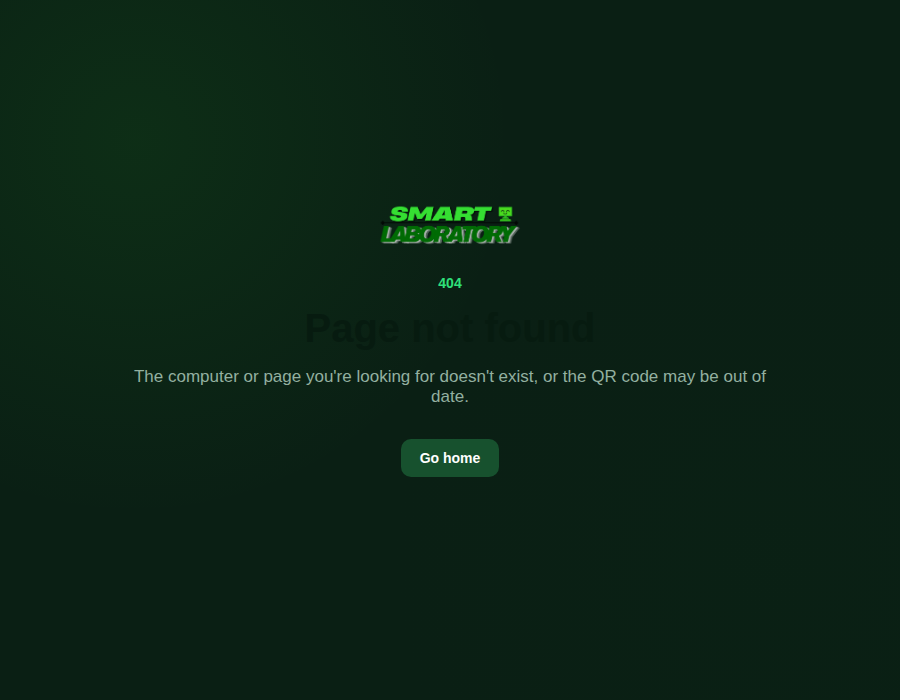 SMART
LABORATORY
404
Page not found
The computer or page you're looking for doesn't exist, or the QR code may be out of
date.
Go home